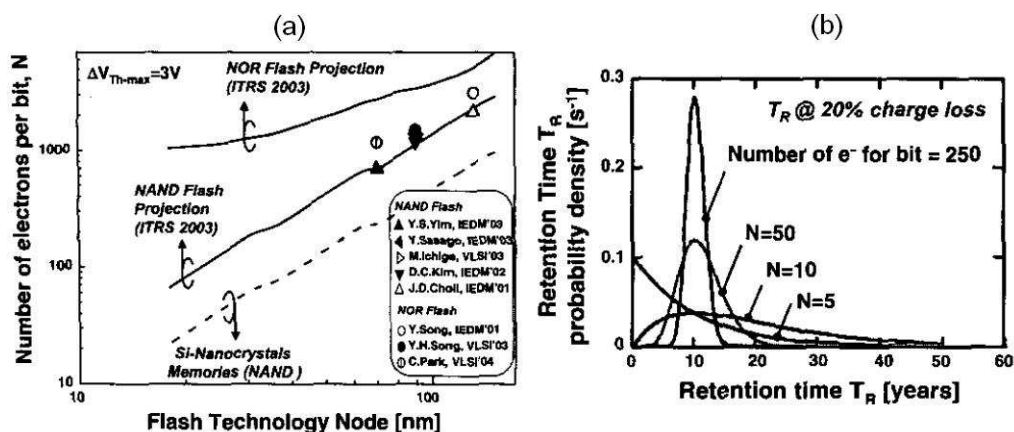 (a)
Number of electrons per bit, N
1000
100
10
ΔV Th-max=3V
NOR Flash Projection
(ITRS 2003)
NAND Flash
Projection
(ITRS 2003)
Si-Nanocrystals
Memories (NAND )
NAND Flash
Y.S.Yim, IEDM'03
Y.Sasago, IEDM'03
M.Ichige, VLSI'03
D.C.Kim, IEDM'02
J.D.Choii, IEDM'01
NOR Flash
Y.Song, IEDM'01
Y.H.Song, VLSI'03
C.Park, VLSI'04
10
100
Flash Technology Node [nm]
(b)
Retention Time TR
probability density [s-1]
0.3
0.2
0.1
0
TR @ 20% charge loss
Number of e- for bit = 250
N=50
N=10
N=5
0 10 20 30 40 50 60
Retention time TR [years]